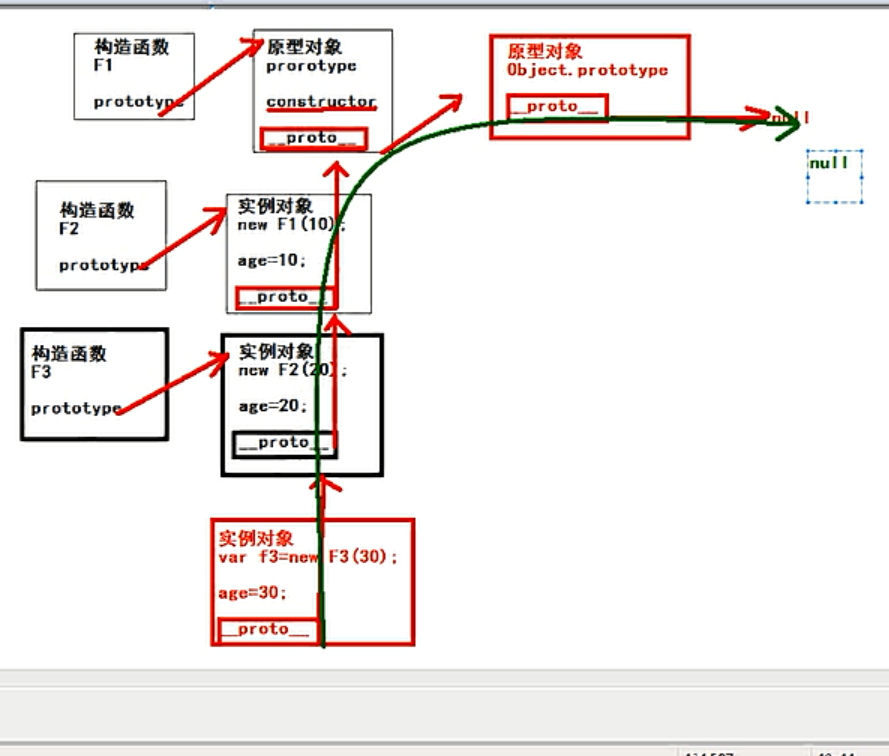 构造函数
F1
prototype
原型对象
prorotype
constructor
__proto__
原型对象
Object.prototype
__proto__
null
null
构造函数
F2
prototype
实例对象
new F1(10);
age=10;
__proto__
构造函数
F3
prototype
实例对象
new F2(20);
age=20;
__proto__
实例对象
var f3=new F3(30);
age=30;
__proto__